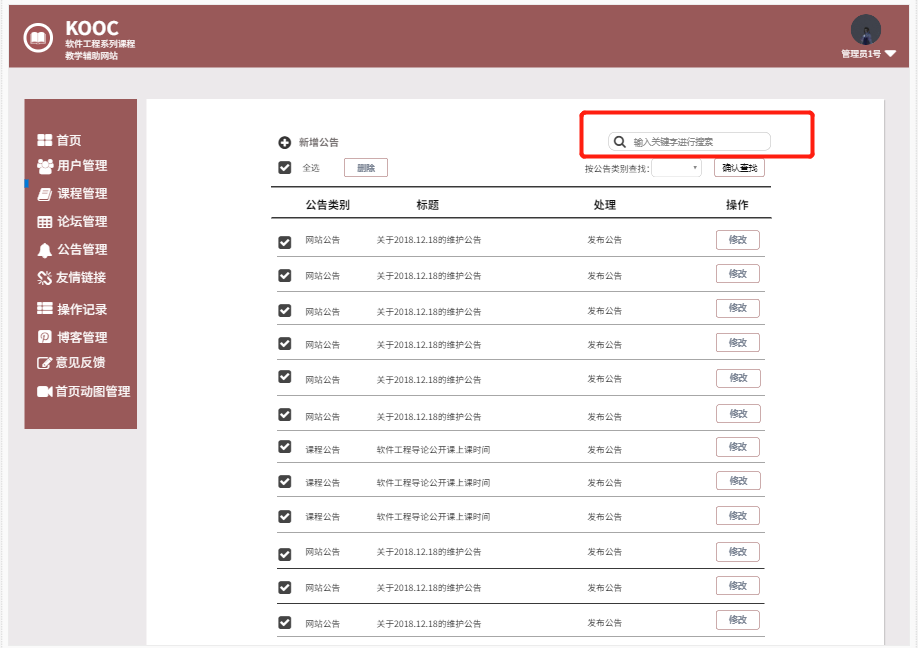 KOOC
软件工程系列课程
教学辅助网站
管理员1号
首页
用户管理
课程管理
论坛管理
公告管理
友情链接
操作记录
博客管理
意见反馈
首页动图管理
新增公告
输入关键字进行搜索
全选 删除 按公告类别查找: 确认查找
公告类别 标题 处理 操作
网站公告 关于2018.12.18的维护公告 发布公告 修改
网站公告 关于2018.12.18的维护公告 发布公告 修改
网站公告 关于2018.12.18的维护公告 发布公告 修改
网站公告 关于2018.12.18的维护公告 发布公告 修改
网站公告 关于2018.12.18的维护公告 发布公告 修改
网站公告 关于2018.12.18的维护公告 发布公告 修改
课程公告 软件工程导论公开课上课时间 发布公告 修改
课程公告 软件工程导论公开课上课时间 发布公告 修改
课程公告 软件工程导论公开课上课时间 发布公告 修改
网站公告 关于2018.12.18的维护公告 发布公告 修改
网站公告 关于2018.12.18的维护公告 发布公告 修改
网站公告 关于2018.12.18的维护公告 发布公告 修改